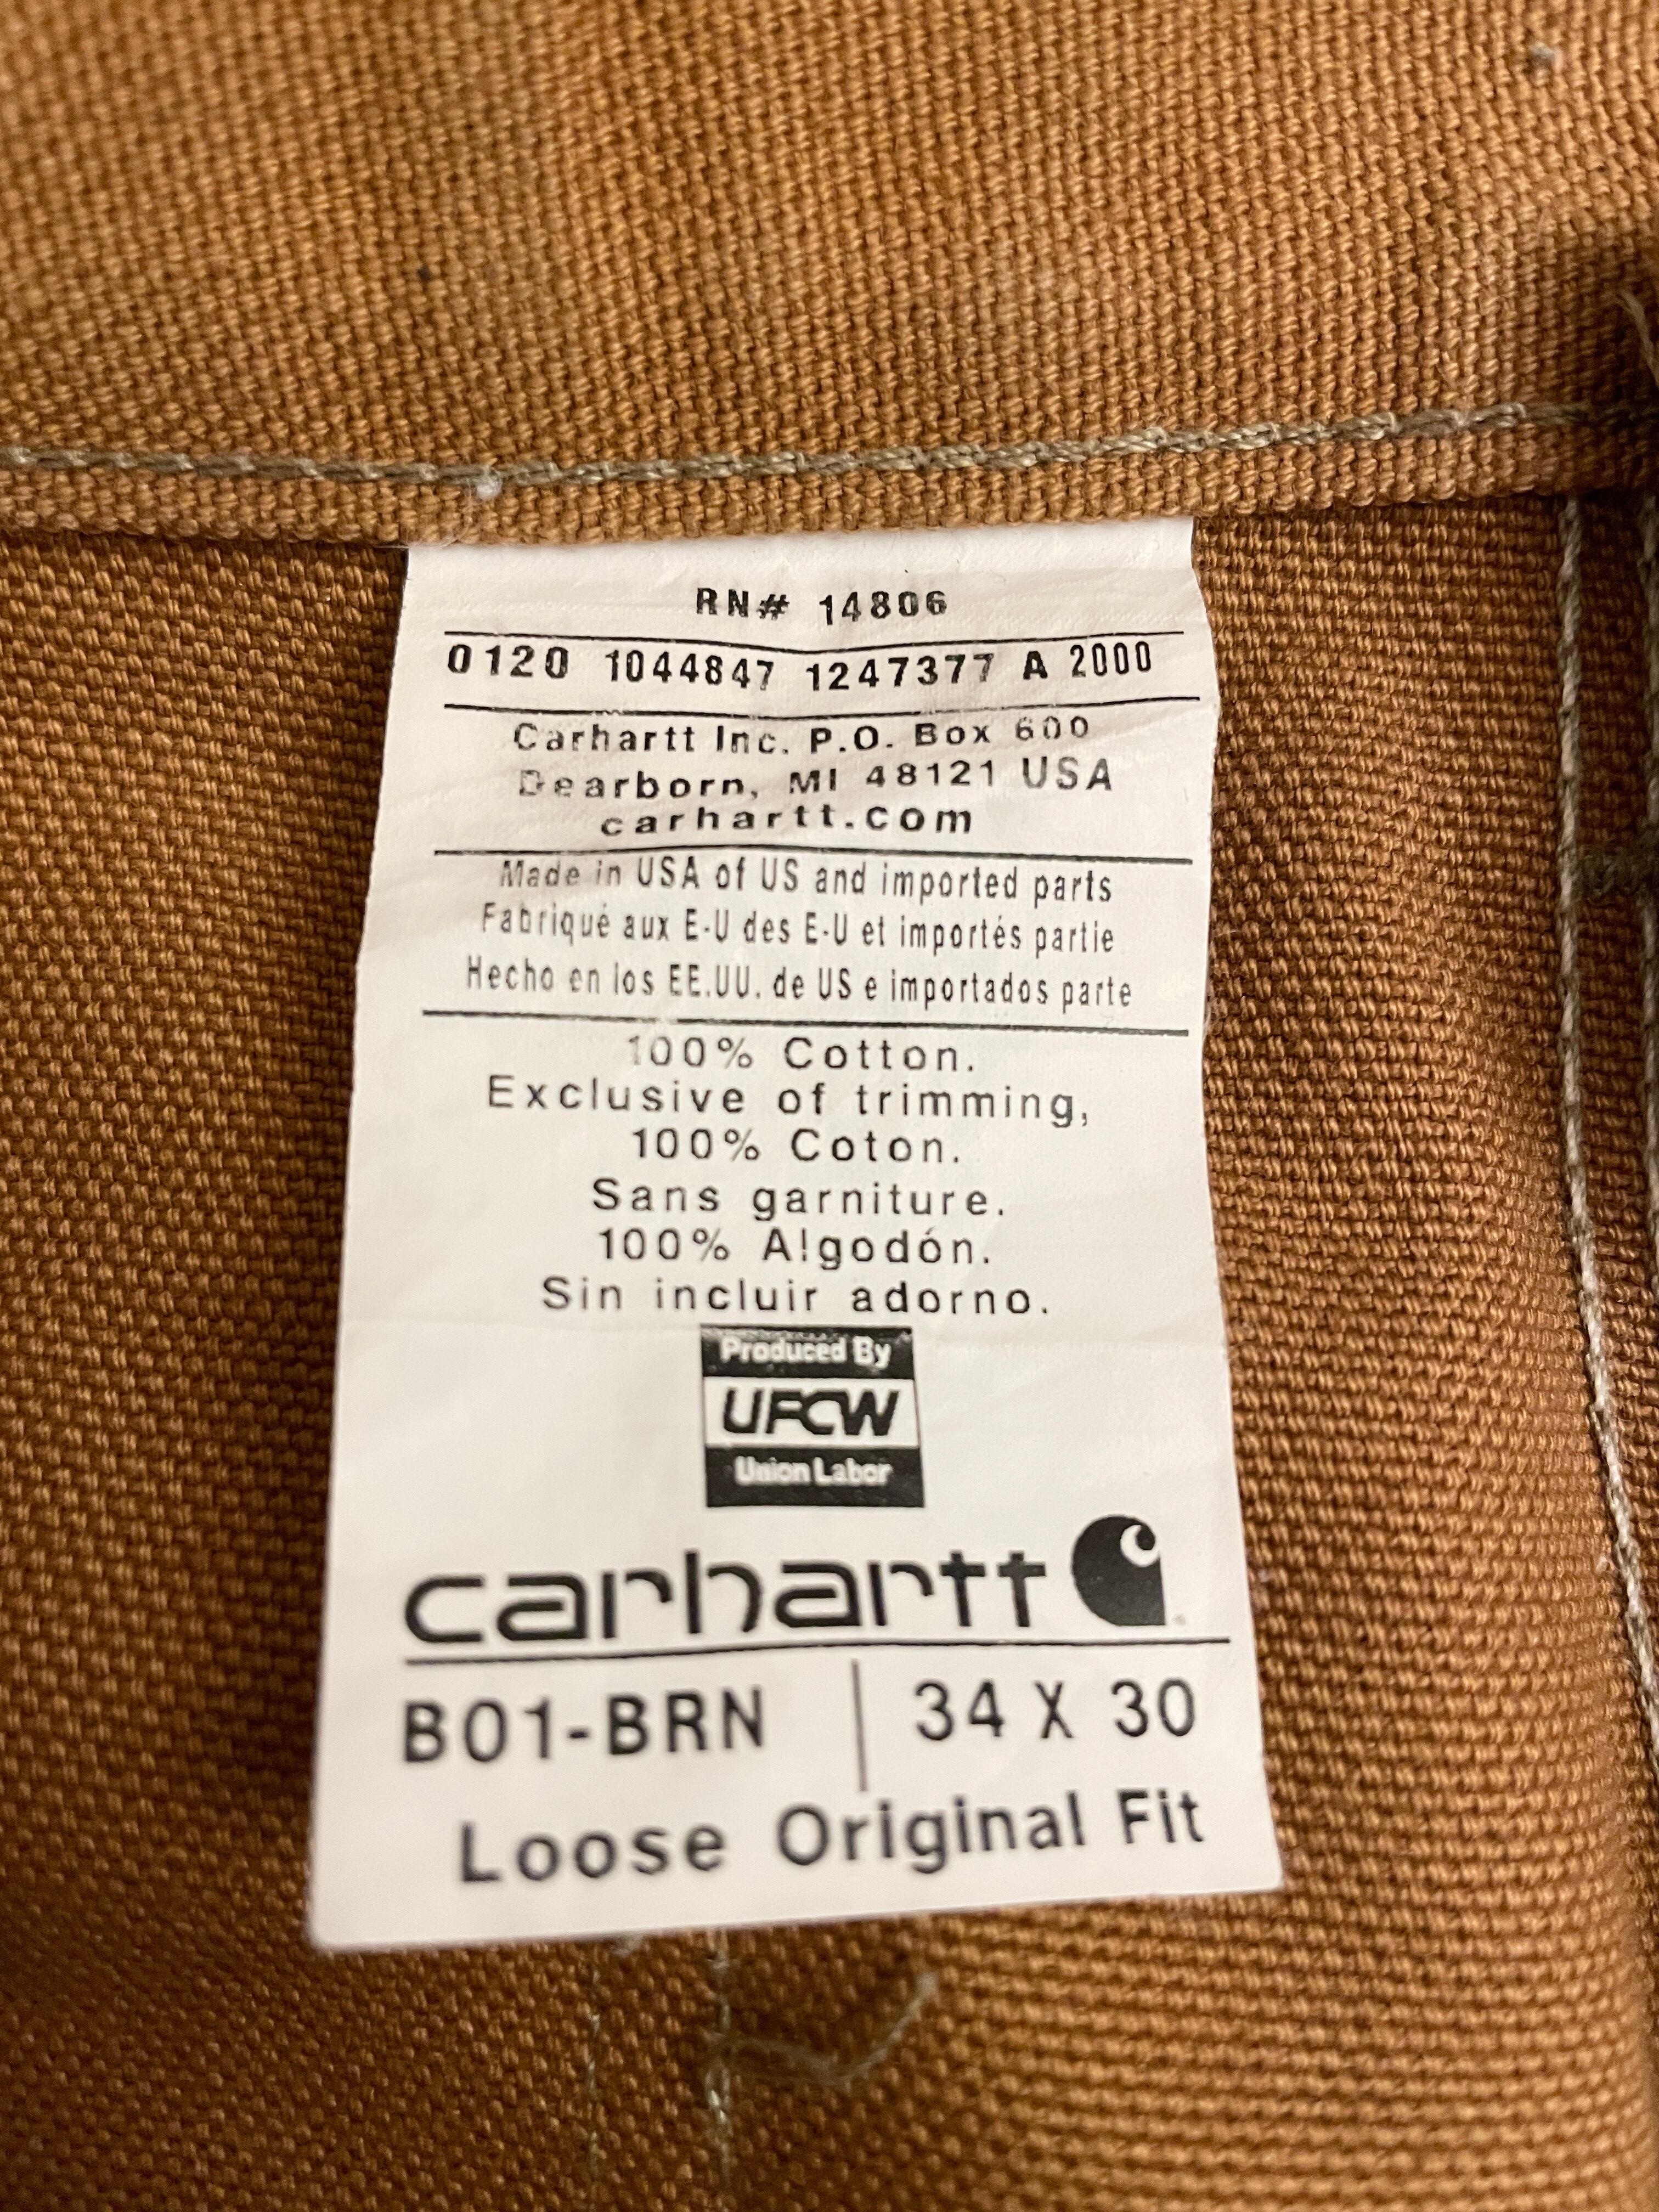 RN# 14806
0120 1044847 1247377 A 2000
Carhartt Inc. P.O. Box 600
Dearborn, MI 48121 USA
carhartt.com
Made in USA of US and imported parts
Fabriqué aux E-U des E-U et importés partie
Hecho en los EE.UU. de US e importados parte
100% Cotton.
Exclusive of trimming,
100% Coton.
Sans garniture.
100% Algodón.
Sin incluir adorno.
Produced By
UFCW
Union Labor
carhartt
B01-BRN | 34 X 30
Loose Original Fit